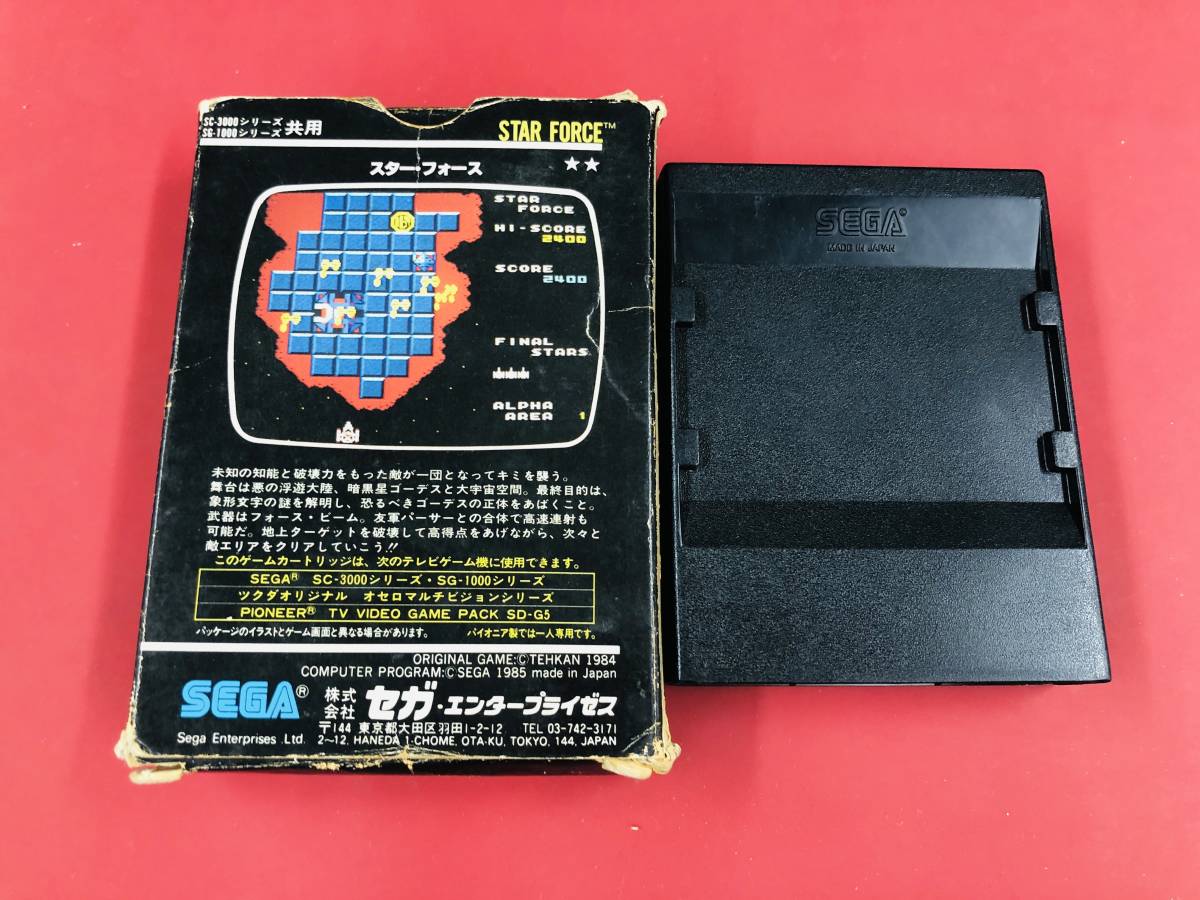 SC-3000シリーズ
SG-1000シリーズ 共用
STAR FORCE™
スター・フォース
★★
STAR
FORCE
HI-SCORE
2400
SCORE
2400
FINAL
STARS
ALPHA
AREA 1
未知の知能と破壊力をもった敵が一団となってキミを襲う。
舞台は悪の浮遊大陸、暗黒星ゴーデスと大宇宙空間。最終目的は、
象形文字の謎を解明し、恐るべきゴーデスの正体をあばくこと。
武器はフォース・ビーム。友軍パーサーとの合体で高速連射も
可能だ。地上ターゲットを破壊して高得点をあげながら、次々と
敵エリアをクリアしていこう!!
このゲームカートリッジは、次のテレビゲーム機に使用できます。
SEGA® SC-3000シリーズ・SG-1000シリーズ
ツクダオリジナル オセロマルチビジョンシリーズ
PIONEER® TV VIDEO GAME PACK SD-G5
パッケージのイラストとゲーム画面と異なる場合があります。 パイオニア製では一人専用です。
ORIGINAL GAME:©TEHKAN 1984
COMPUTER PROGRAM:©SEGA 1985 made in Japan
SEGA® 株式会社 セガ・エンタープライゼス
〒144 東京都大田区羽田1-2-12 TEL 03-742-3171
Sega Enterprises Ltd. 2~12, HANEDA 1-CHOME, OTA-KU, TOKYO, 144, JAPAN
SEGA®
MADE IN JAPAN